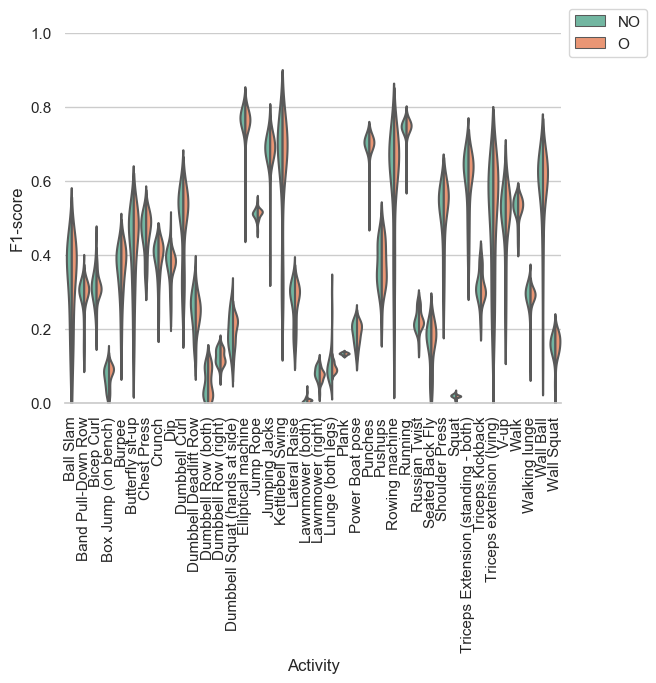 NO
O
1.0
0.8
0.6
0.4
0.2
0.0
F1-score
Ball Slam
Band Pull-Down Row
Bicep Curl
Box Jump (on bench)
Burpee
Butterfly sit-up
Chest Press
Crunch
Dip
Dumbbell Curl
Dumbbell Deadlift Row
Dumbbell Row (both)
Dumbbell Row (right)
Dumbbell Squat (hands at side)
Elliptical machine
Jump Rope
Jumping Jacks
Kettlebell Swing
Lateral Raise
Lawnmower (both)
Lawnmower (right)
Lunge (both legs)
Plank
Power Boat pose
Punches
Pushups
Rowing machine
Running
Russian Twist
Seated Back Fly
Shoulder Press
Squat
Triceps Extension (standing - both)
Triceps Kickback
Triceps extension (lying)
V-up
Walk
Walking lunge
Wall Ball
Wall Squat
Activity